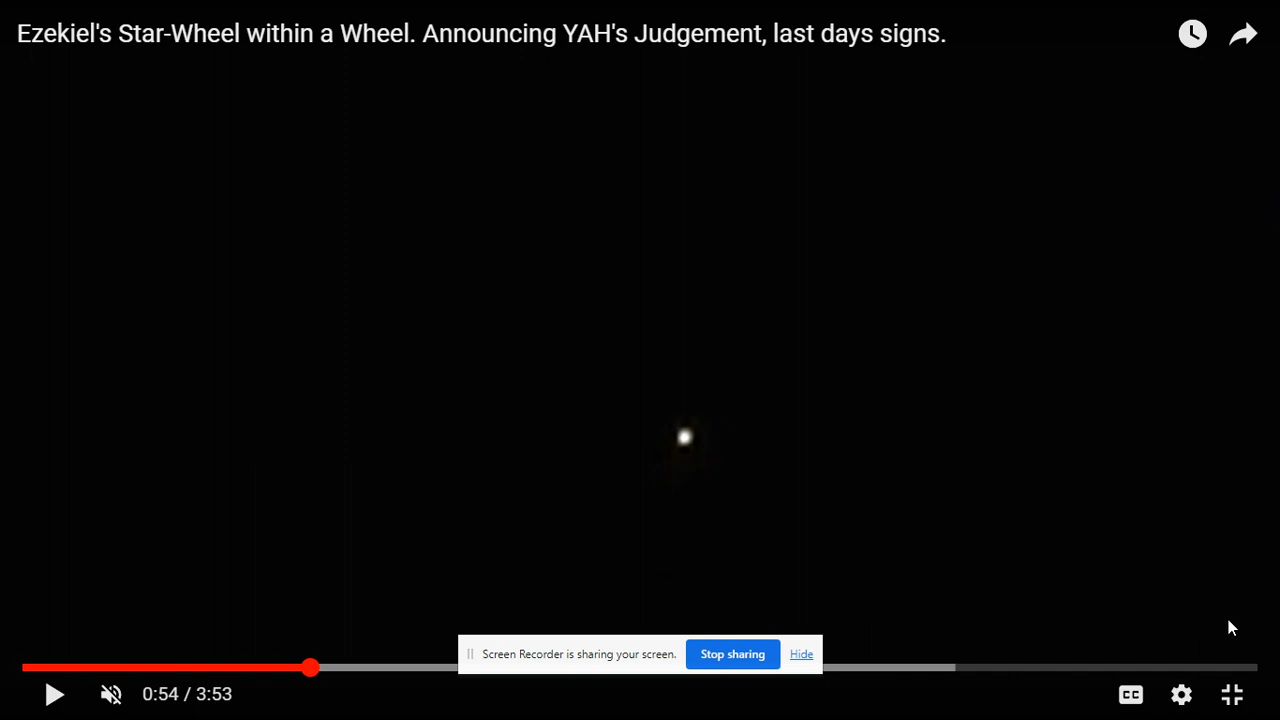 Ezekiel's Star-Wheel within a Wheel. Announcing YAH's Judgement, last days signs.
Screen Recorder is sharing your screen. Stop sharing Hide
0:54 / 3:53
CC